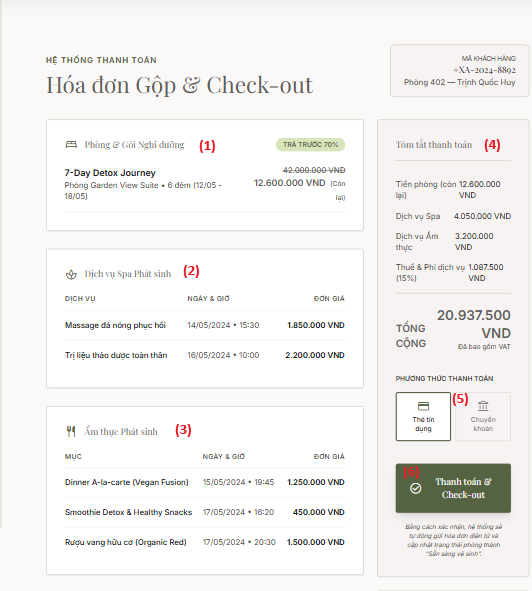 HỆ THỐNG THANH TOÁN
Hóa đơn Gộp & Check-out
MÃ KHÁCH HÀNG
#XA-2024-8892
Phòng 402 — Trịnh Quốc Huy
Phòng & Gói Nghỉ dưỡng (1)
TRẢ TRƯỚC 70%
7-Day Detox Journey
Phòng Garden View Suite • 6 đêm (12/05 -
18/05)
42.000.000 VND
12.600.000 VND (Còn
lại)
Dịch vụ Spa Phát sinh (2)
DỊCH VỤ NGÀY & GIỜ ĐƠN GIÁ
Massage đá nóng phục hồi 14/05/2024 • 15:30 1.850.000 VND
Trị liệu thảo dược toàn thân 16/05/2024 • 10:00 2.200.000 VND
Ẩm thực Phát sinh (3)
MỤC NGÀY & GIỜ ĐƠN GIÁ
Dinner A-la-carte (Vegan Fusion) 15/05/2024 • 19:45 1.250.000 VND
Smoothie Detox & Healthy Snacks 17/05/2024 • 16:20 450.000 VND
Rượu vang hữu cơ (Organic Red) 17/05/2024 • 20:30 1.500.000 VND
Tóm tắt thanh toán (4)
Tiền phòng (còn 12.600.000
lại) VND
Dịch vụ Spa 4.050.000 VND
Dịch vụ Ẩm 3.200.000
thực VND
Thuế & Phí dịch vụ 1.087.500
(15%) VND
TỔNG
CỘNG
20.937.500
VND
Đã bao gồm VAT
PHƯƠNG THỨC THANH TOÁN
(5)
Thẻ tín
dụng
Chuyển
khoản
(6)
Thanh toán &
Check-out
Bằng cách xác nhận, hệ thống sẽ
tự động gửi hóa đơn điện tử và
cập nhật trạng thái phòng thành
"Sẵn sàng vệ sinh".